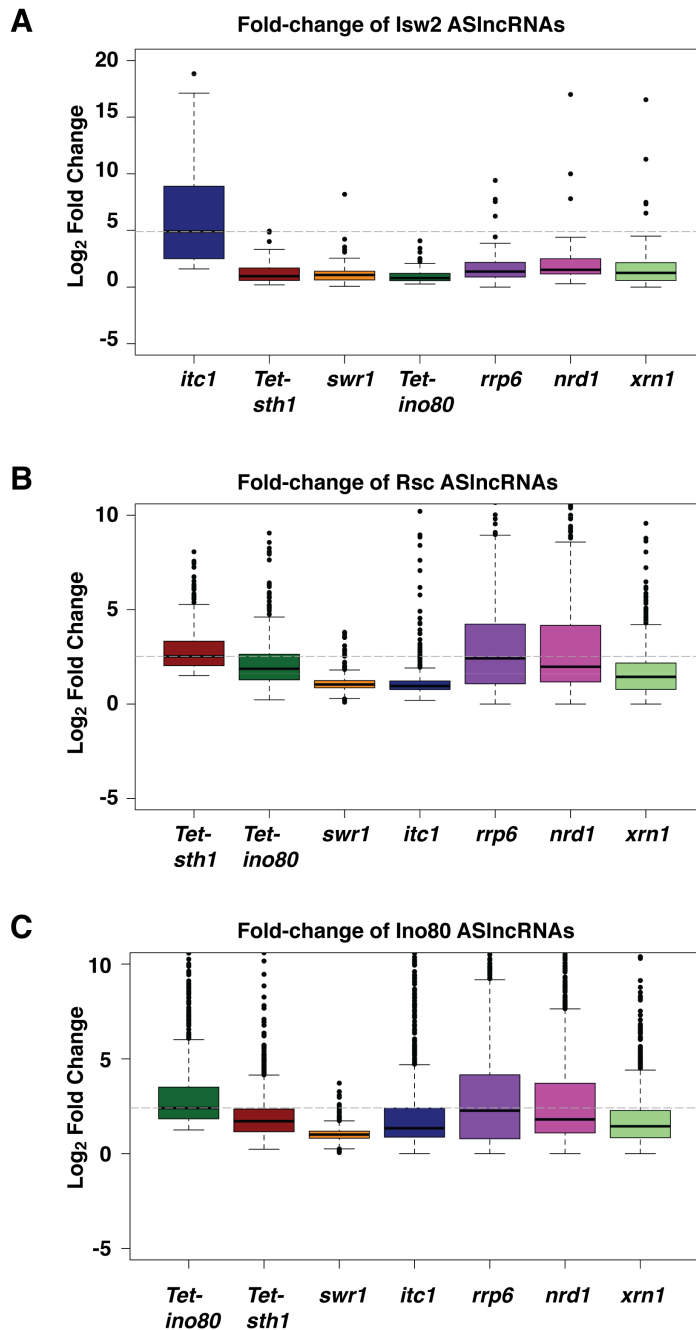 A
Fold-change of Isw2 ASlncRNAs
Log2 Fold Change
20
15
10
5
0
-5
itc1
Tet-
sth1
swr1
Tet-
ino80
rrp6
nrd1
xrn1
B
Fold-change of Rsc ASlncRNAs
Log2 Fold Change
10
5
0
-5
Tet-
sth1
Tet-
ino80
swr1
itc1
rrp6
nrd1
xrn1
C
Fold-change of Ino80 ASlncRNAs
Log2 Fold Change
10
5
0
-5
Tet-
ino80
Tet-
sth1
swr1
itc1
rrp6
nrd1
xrn1